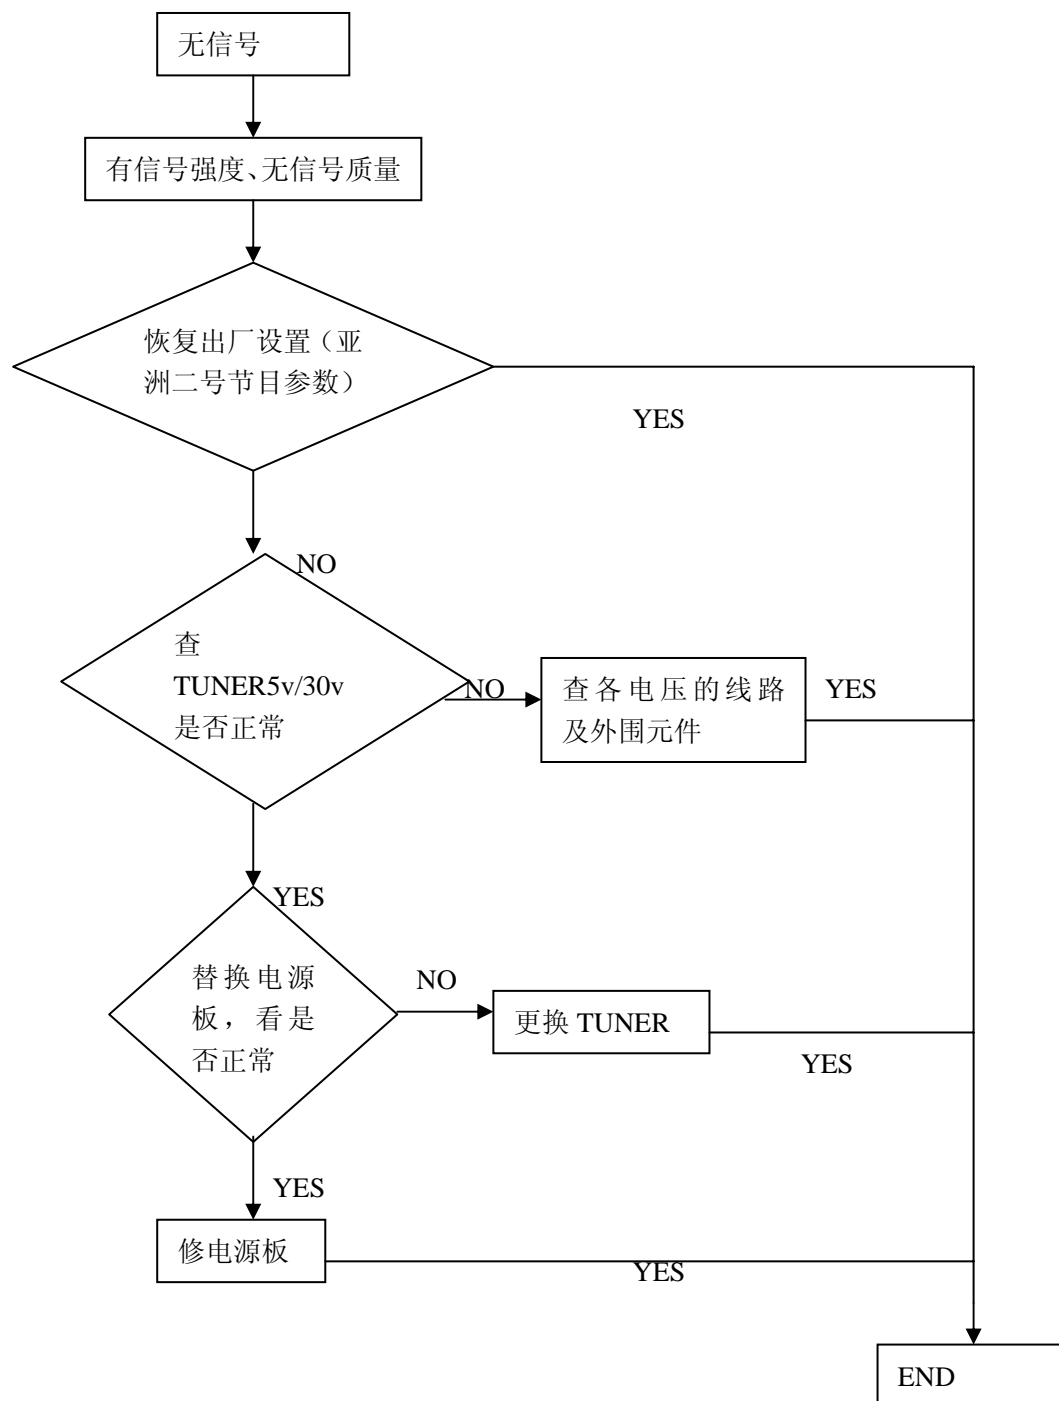 无信号
有信号强度、无信号质量
恢复出厂设置（亚
洲二号节目参数）
YES
NO
查
TUNER5v/30v
是否正常
NO
查各电压的线路
及外围元件
YES
YES
替换电源
板，看是
否正常
NO
更换 TUNER
YES
YES
修电源板
YES
END